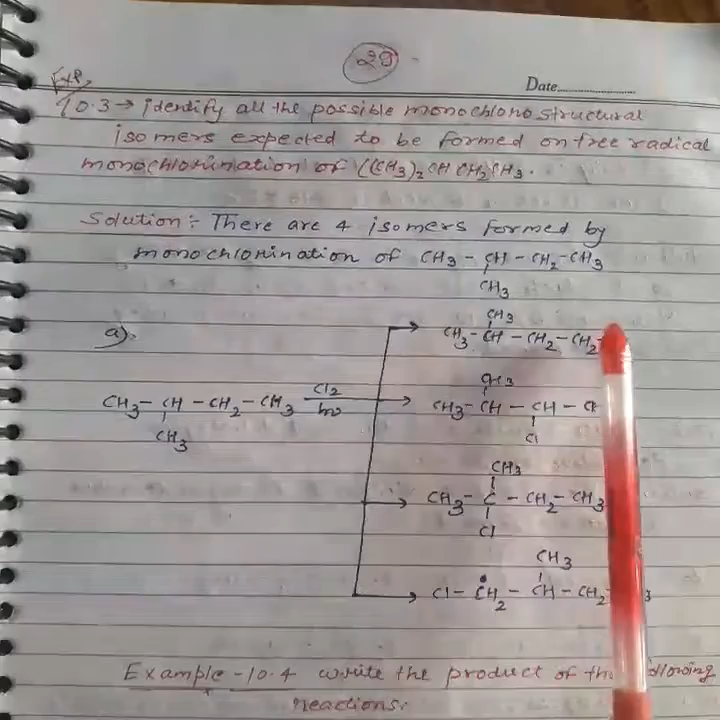 29
Date
Exp.
10.3 → identify all the possible monochloro structural
isomers expected to be formed on free radical
monochlorination of ((CH3)2 CH CH2 CH3.
Solution:- There are 4 isomers formed by
monochlorination of CH3 - CH - CH2 - CH3
CH3
CH3
a). CH3 - CH - CH2 - CH2
CH3
CH3 - CH - CH2 - CH3 Cl2 CH3 - CH - CH -
hν
CH3 Cl
CH3
CH3 - C - CH2 - CH3
Cl
CH3
Cl - CH2 - CH - CH2 3
Example - 10.4 write the product of the following
reactions: